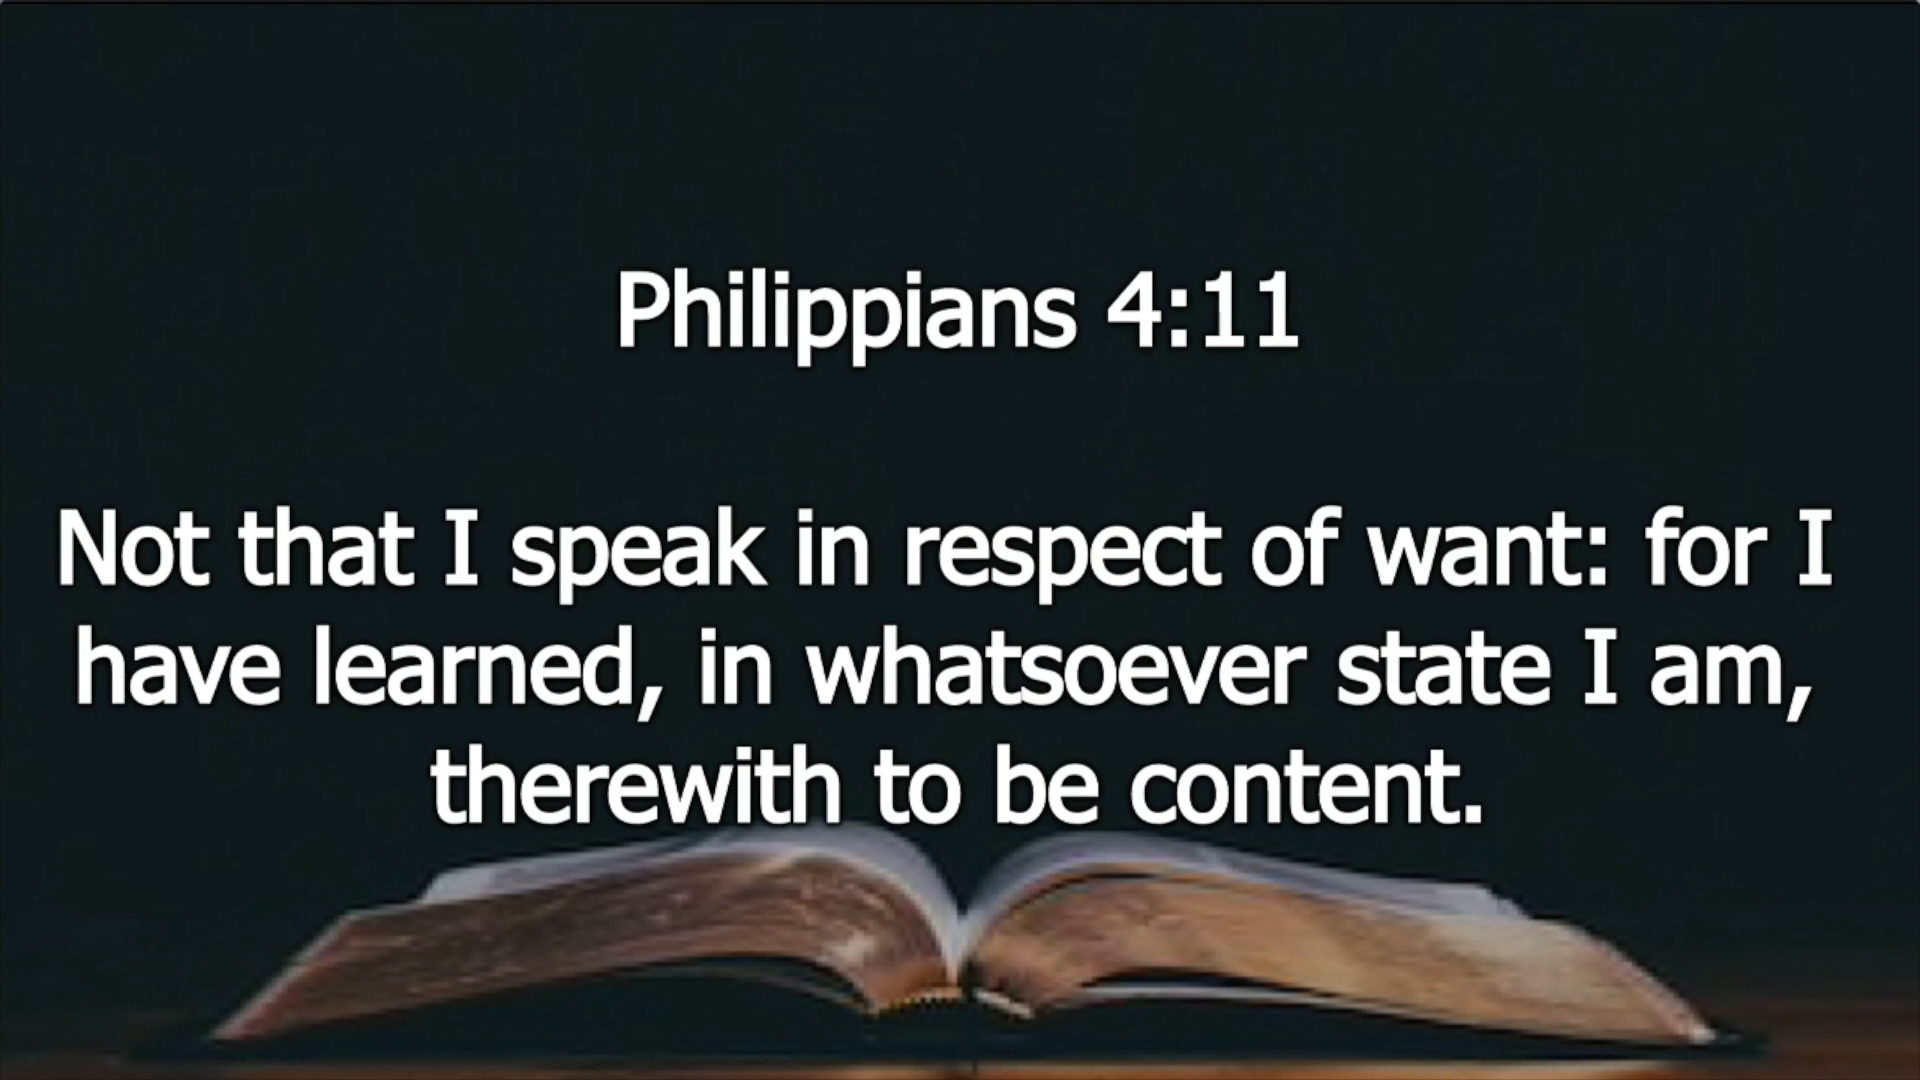 Philippians 4:11
Not that I speak in respect of want: for I
have learned, in whatsoever state I am,
therewith to be content.